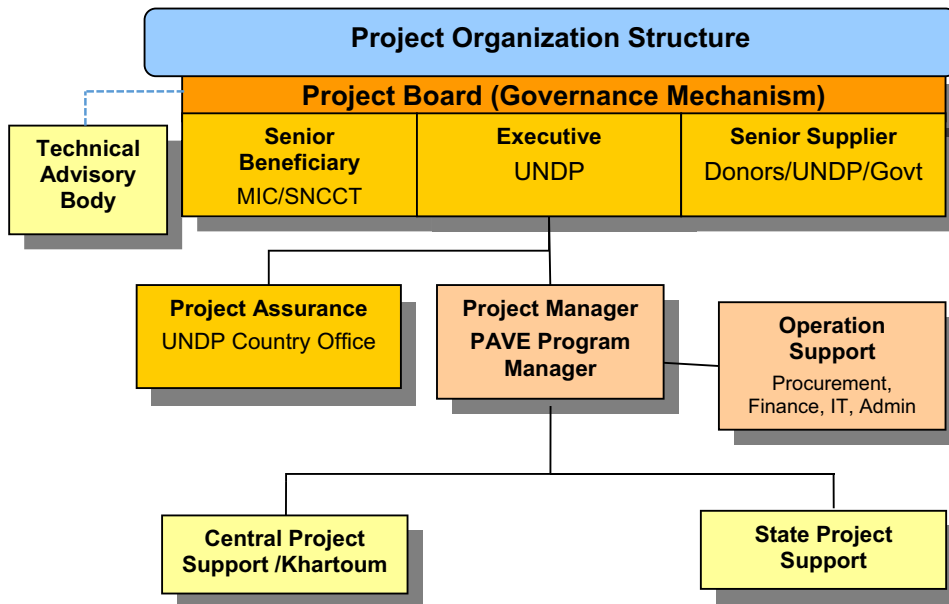 Project Organization Structure
Project Board (Governance Mechanism)
Technical
Advisory
Body
Senior
Beneficiary
MIC/SNCCT
Executive
UNDP
Senior Supplier
Donors/UNDP/Govt
Project Assurance
UNDP Country Office
Project Manager
PAVE Program
Manager
Operation
Support
Procurement,
Finance, IT, Admin
Central Project
Support /Khartoum
State Project
Support